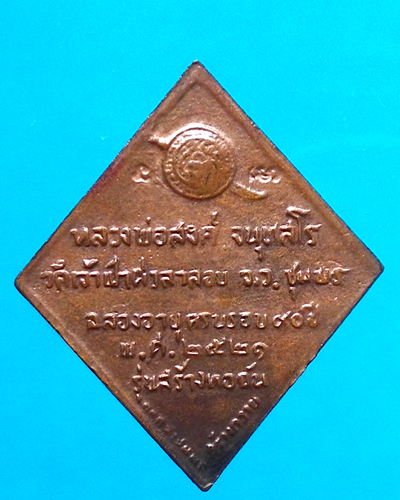 หลวงพ่อสงค์ จนฺทสโร
วัดเจ้าฟ้าศาลาลอย จ.ว. ชุมพร
ฉลองอายุครบรอบ ๙๐ ปี
พ.ศ. ๒๕๒๑
รุ่นสร้างหอฉัน